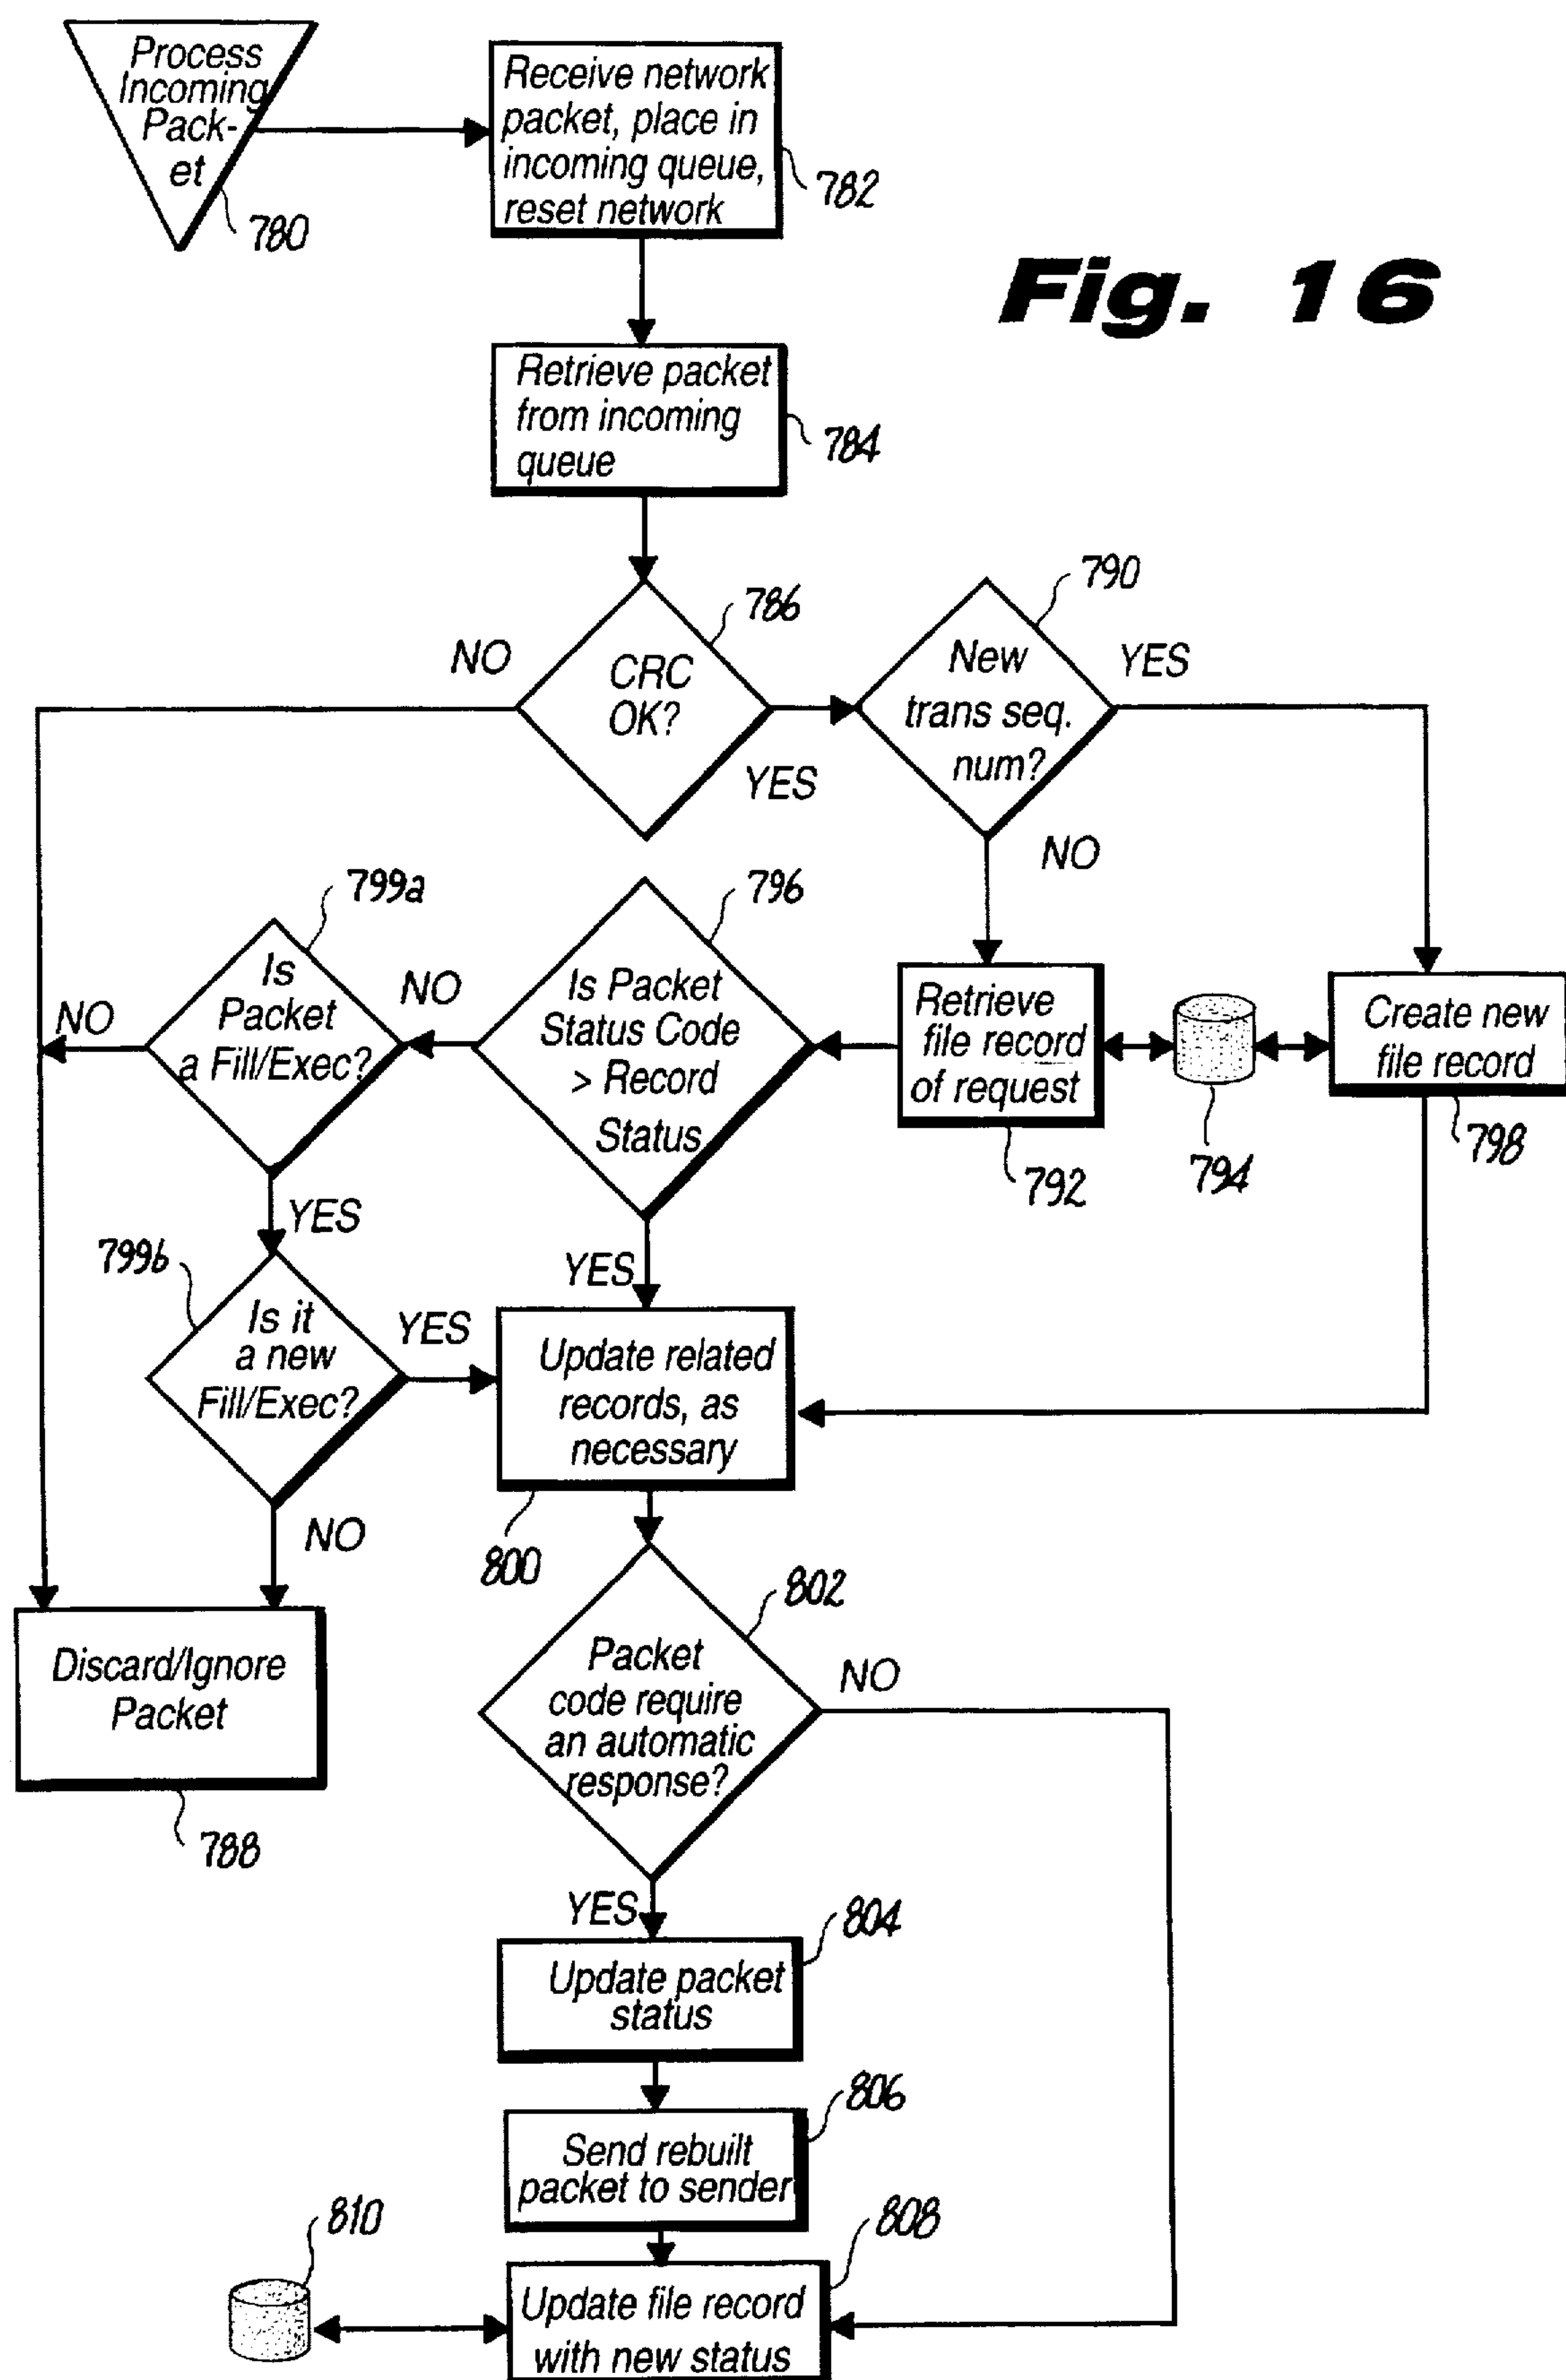 Process
Incoming
Pack-
et
780
Receive network
packet, place in
incoming queue,
reset network
782
Fig. 16
Retrieve packet
from incoming
queue
784
CRC
OK?
786
NO
YES
New
trans seq.
num?
790
YES
NO
Is
Packet
a Fill/Exec?
799a
NO
YES
Is Packet
Status Code
> Record
Status
796
NO
YES
Retrieve
file record
of request
792
794
Create new
file record
798
Is it
a new
Fill/Exec?
799b
YES
NO
Update related
records, as
necessary
800
Discard/Ignore
Packet
788
Packet
code require
an automatic
response?
802
NO
YES
Update packet
status
804
Send rebuilt
packet to sender
806
810
Update file record
with new status
808